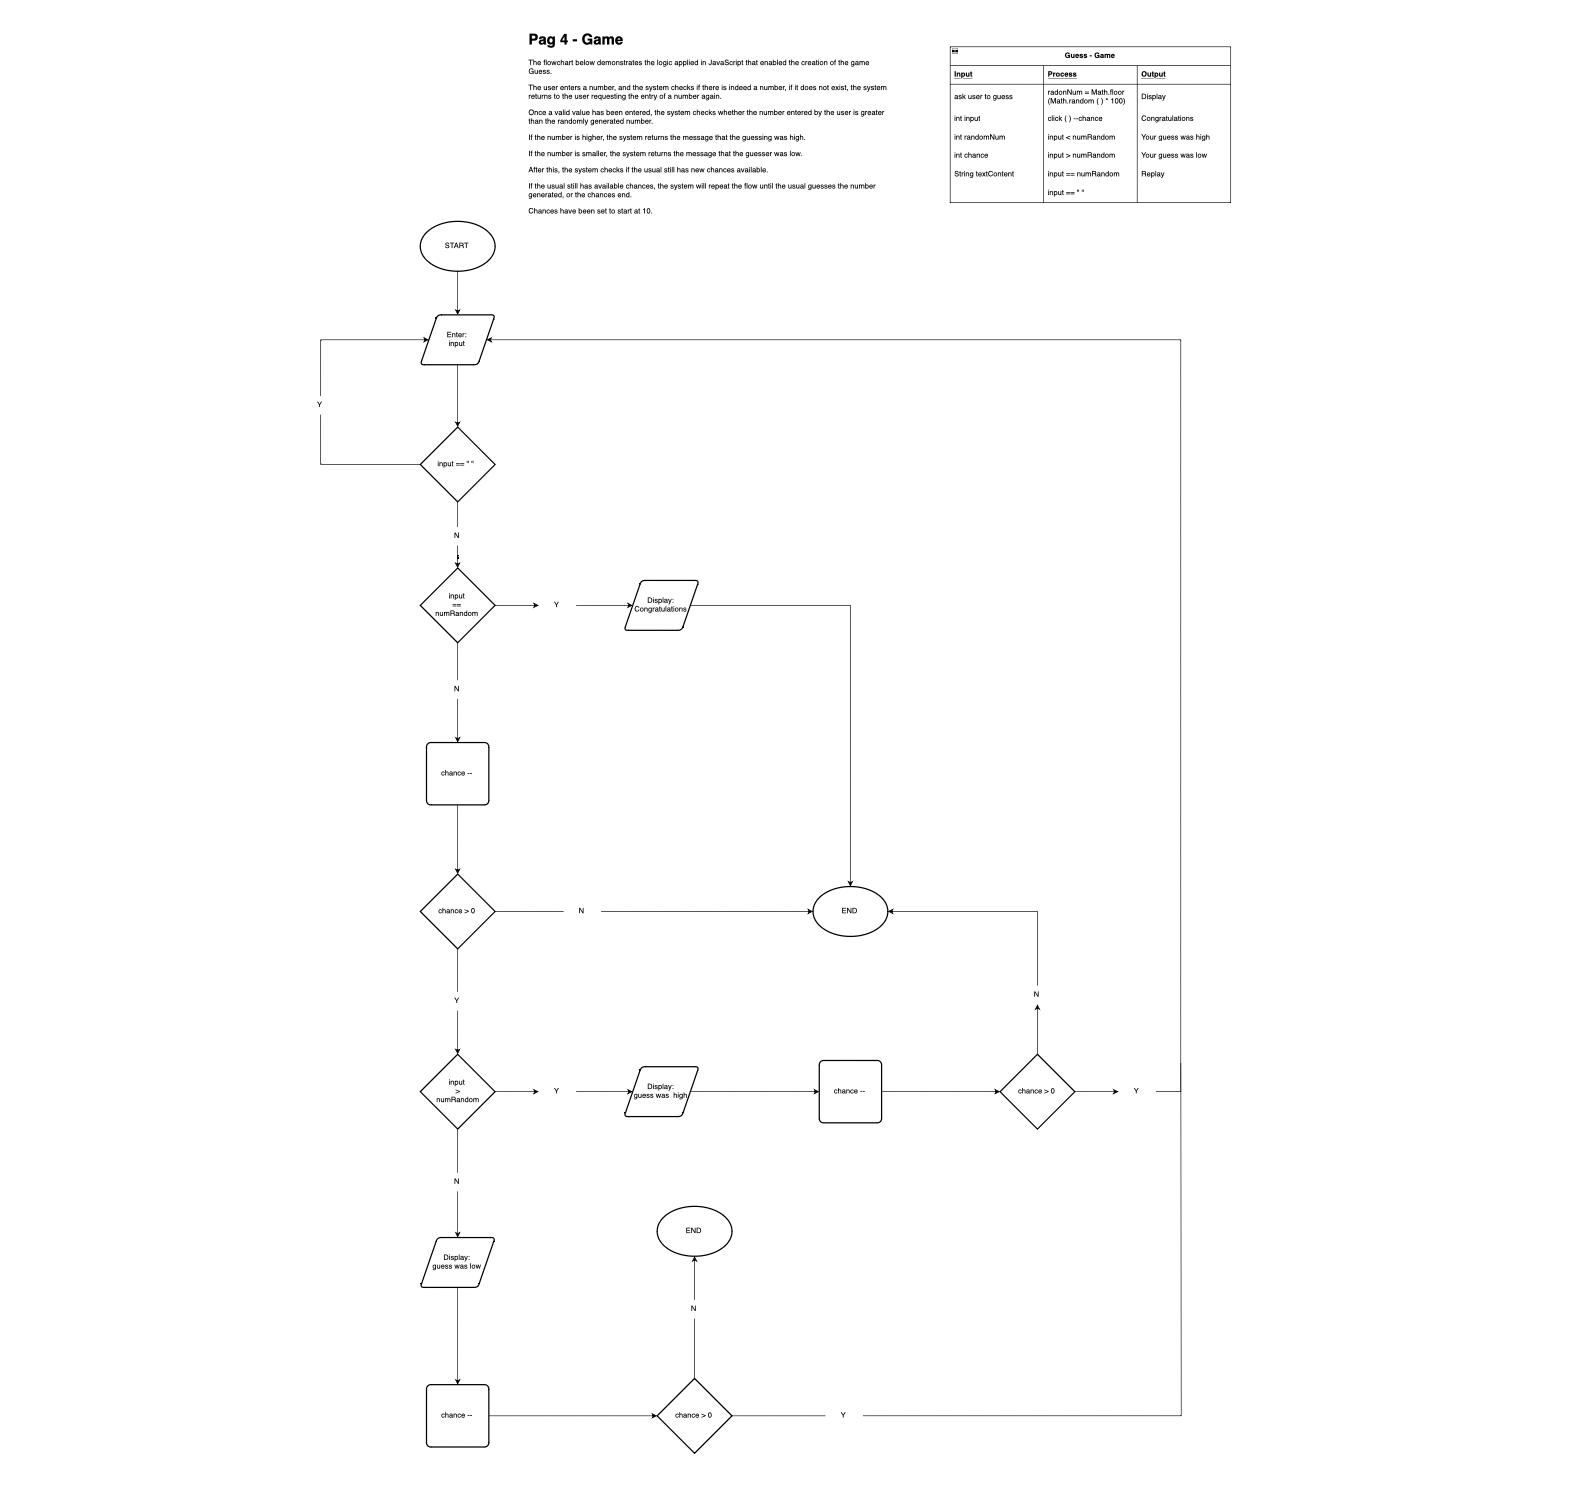 Pag 4 - Game
The flowchart below demonstrates the logic applied in JavaScript that enabled the creation of the game
Guess.
The user enters a number, and the system checks if there is indeed a number, if it does not exist, the system
returns to the user requesting the entry of a number again.
Once a valid value has been entered, the system checks whether the number entered by the user is greater
than the randomly generated number.
If the number is higher, the system returns the message that the guessing was high.
If the number is smaller, the system returns the message that the guesser was low.
After this, the system checks if the usual still has new chances available.
If the usual still has available chances, the system will repeat the flow until the usual guesses the number
generated, or the chances end.
Chances have been set to start at 10.
Guess - Game
Input
Process
Output
ask user to guess
radonNum = Math.floor
(Math.random ( ) * 100)
Display
int input
click ( ) --chance
Congratulations
int randomNum
input < numRandom
Your guess was high
int chance
input > numRandom
Your guess was low
String textContent
input == numRandom
Replay
input == " "
START
Enter:
input
Y
input == " "
N
input
==
numRandom
Y
Display:
Congratulations
N
chance --
chance > 0
N
END
Y
N
input
>
numRandom
Y
Display:
guess was high
chance --
chance > 0
Y
N
END
Display:
guess was low
N
chance --
chance > 0
Y